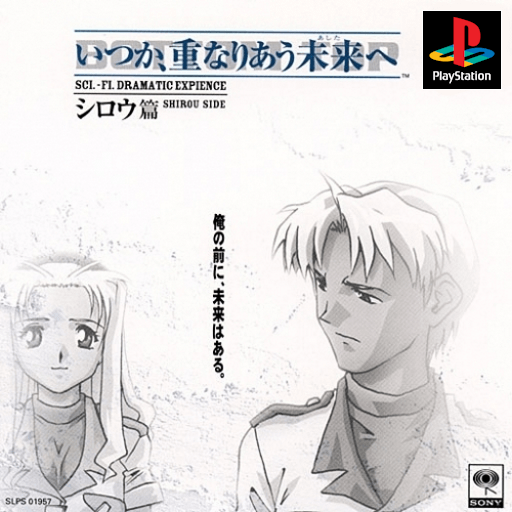 いつか、重なりあう未来へ
あした
™
SCI.-FI. DRAMATIC EXPIENCE
シロウ篇 SHIROU SIDE
PlayStation
俺の前に、未来はある。
SLPS 01957
SONY